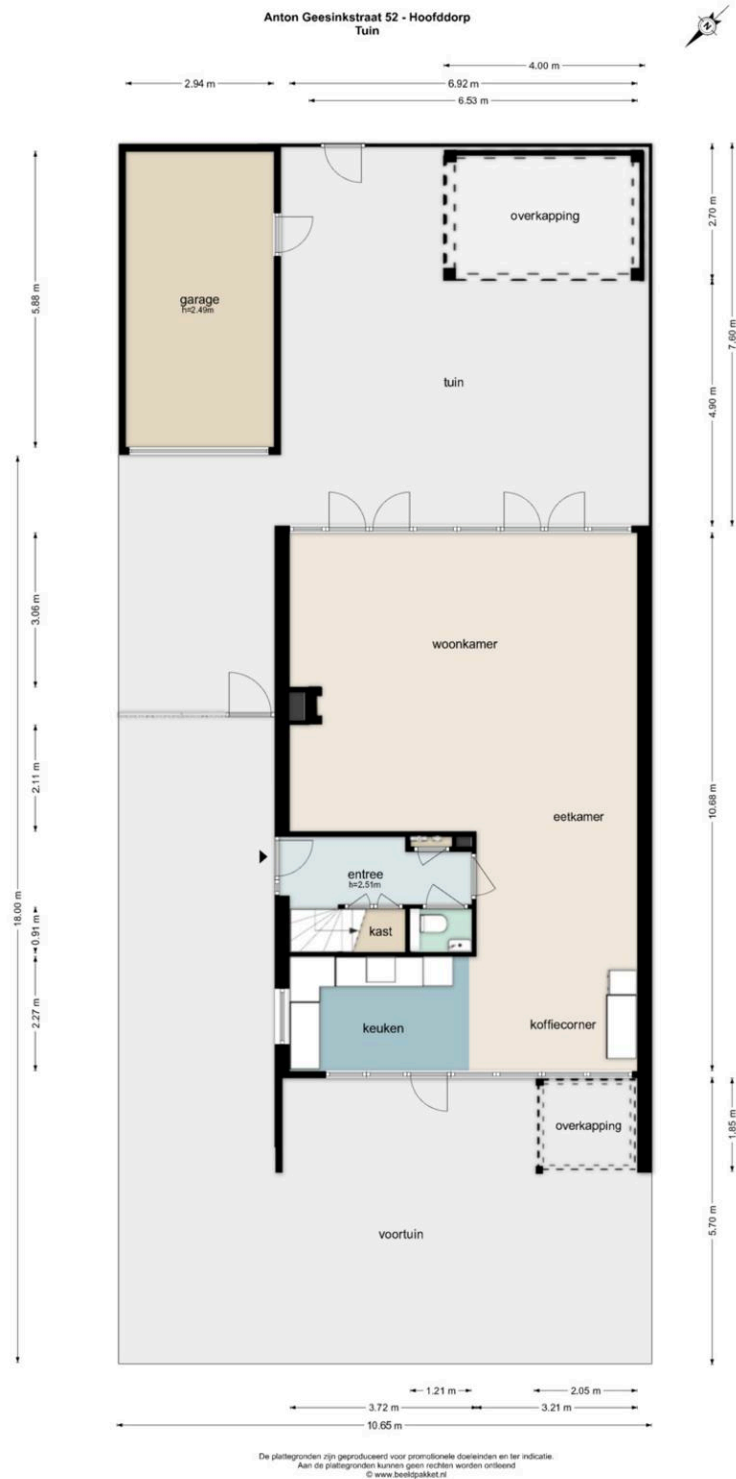 Anton Geesinkstraat 52 - Hoofddorp
Tuin
N
4.00 m
2.94 m
6.92 m
6.53 m
overkapping
2.70 m
garage
h=2.49m
5.88 m
7.60 m
tuin
4.90 m
3.06 m
woonkamer
2.11 m
10.68 m
eetkamer
entree
h=2.51m
18.00 m
0.91 m
kast
2.27 m
keuken
koffiecorner
overkapping
1.85 m
5.70 m
voortuin
1.21 m
2.05 m
3.72 m
3.21 m
10.65 m
De plattegronden zijn geproduceerd voor promotionele doeleinden en ter indicatie.
Aan de plattegronden kunnen geen rechten worden ontleend
© www.beeldpakket.nl